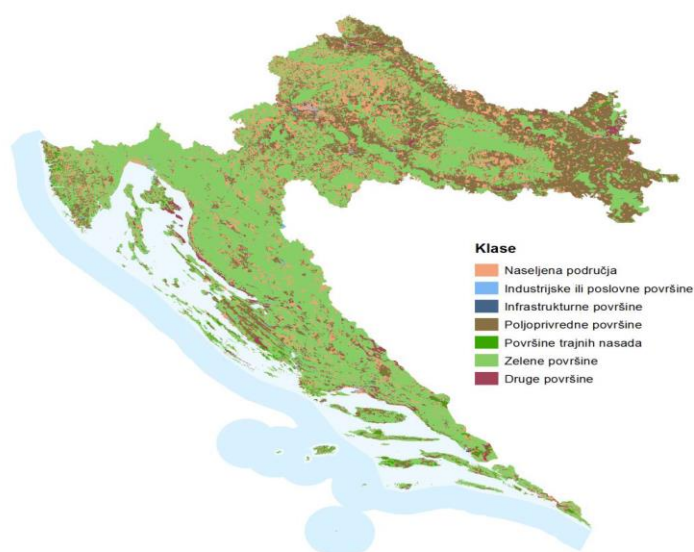 Klase
Naseljena područja
Industrijske ili poslovne površine
Infrastrukturne površine
Poljoprivredne površine
Površine trajnih nasada
Zelene površine
Druge površine